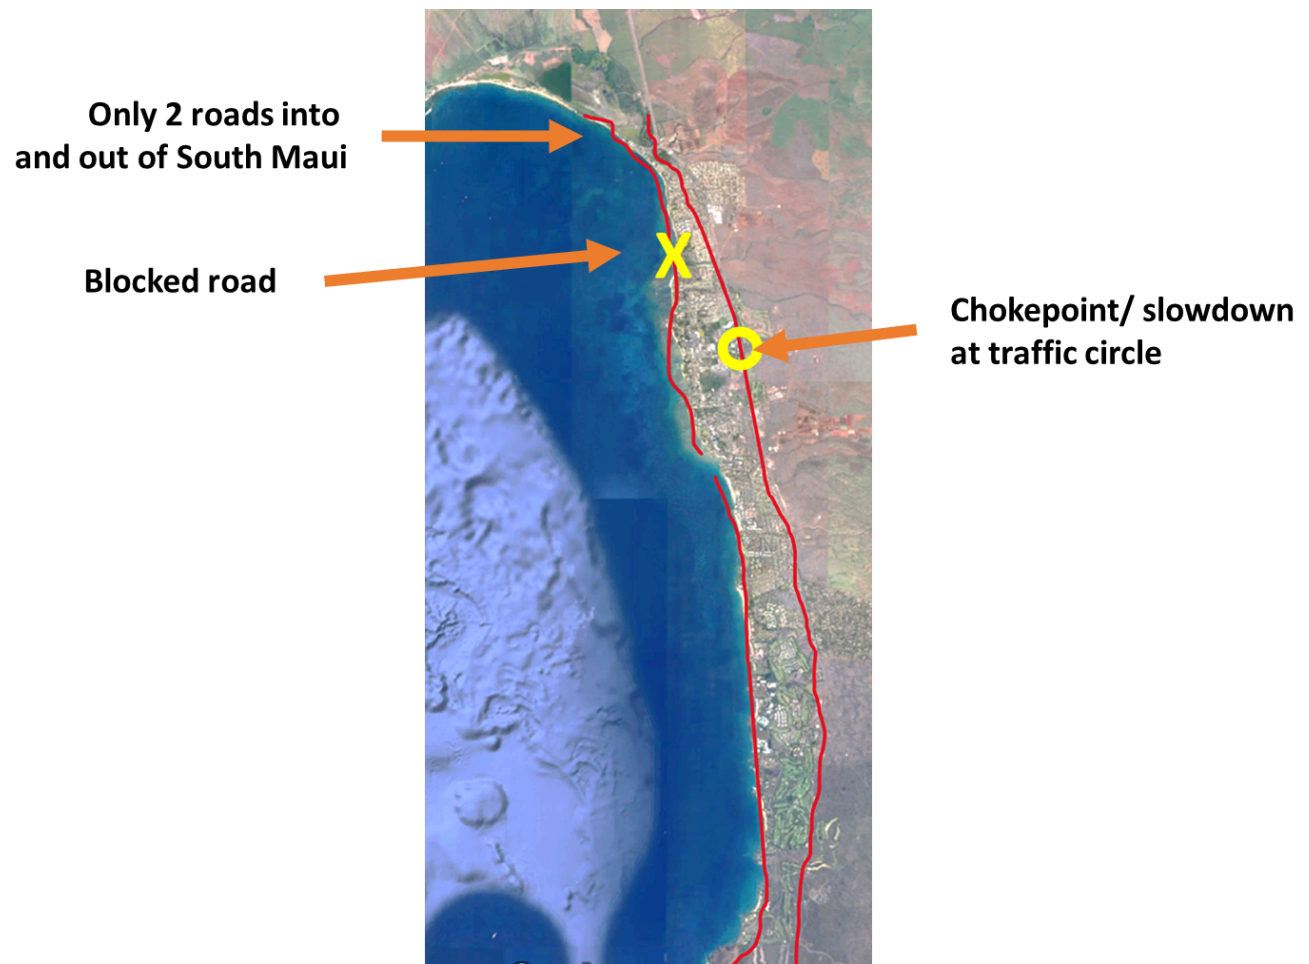 Only 2 roads into
and out of South Maui
Blocked road
X
Chokepoint/ slowdown
at traffic circle